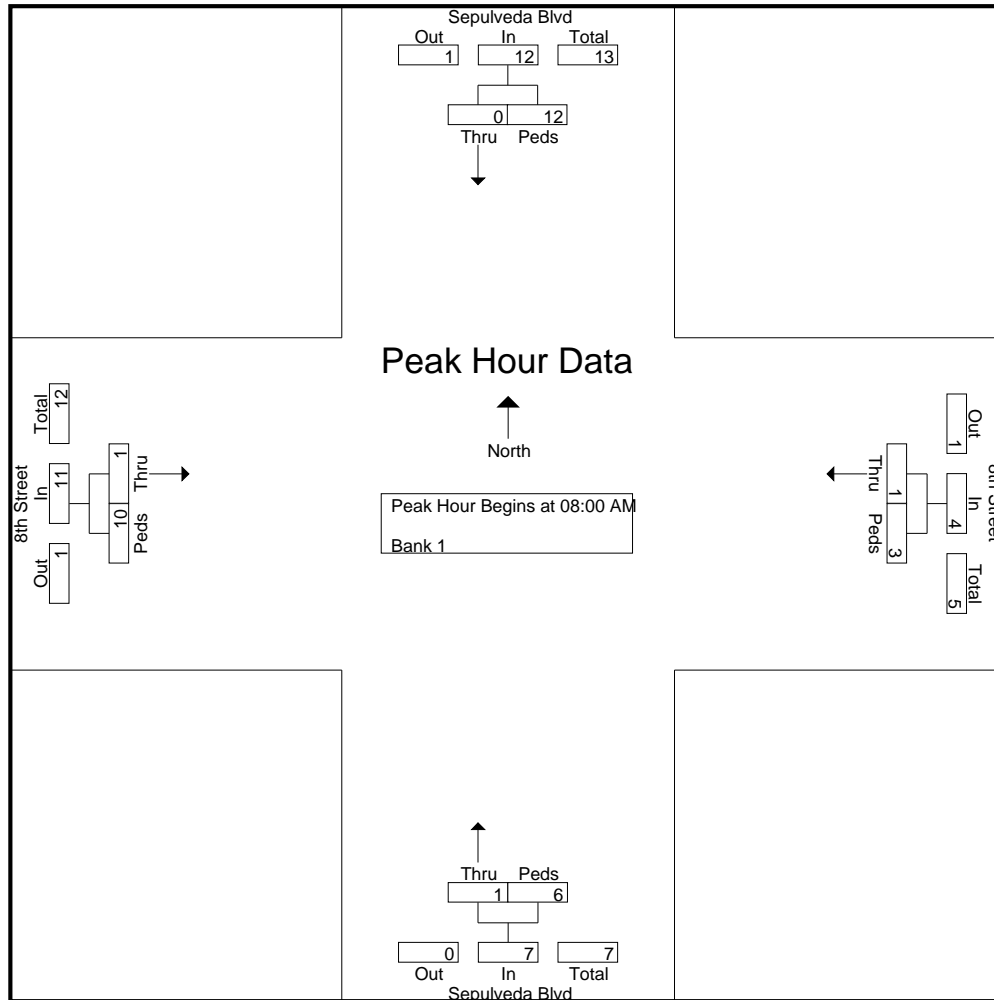 Sepulveda Blvd
Out In Total
1 12 13
0 12
Thru Peds
Peak Hour Data
North
Peak Hour Begins at 08:00 AM
Bank 1
8th Street
Total In Out
12 11 1
1 10
Thru Peds
8th Street
Out In Total
1 4 5
1 3
Thru Peds
Thru Peds
1 6
0 7 7
Out In Total
Sepulveda Blvd